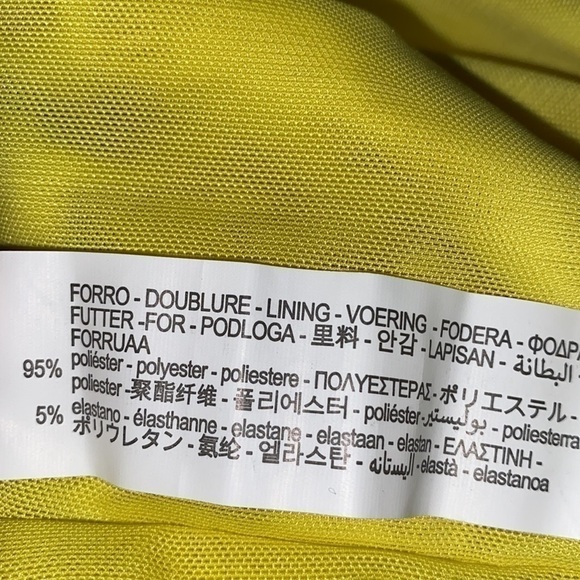 FORRO - DOUBLURE - LINING - VOERING - FODERA - ΦΟΔΡ
FUTTER -FOR - PODLOGA - 里料 - 안감 - LAPISAN - البطانة -
FORRUAA
95% poliéster - polyester - poliestere - ΠΟΛΥΕΣΤΕΡΑΣ - ポリエステル -
poliester - 聚酯纤维 - 폴리에스터 - poliéster - بوليستير - poliesterra
5% elastano - élasthanne - elastane - elastaan - elastan - ΕΛΑΣΤΙΝΗ -
ポリウレタン - 氨纶 - 엘라스탄 - اليستانه - elastà - elastanoa